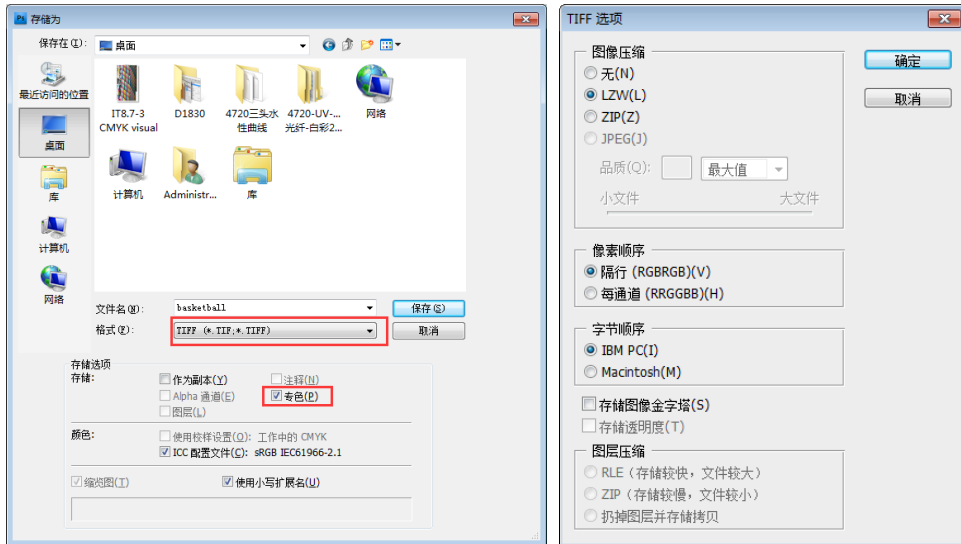 存储为
保存在(I):
桌面
最近访问的位置
桌面
库
计算机
网络
IT8.7-3
CMYK visual
D1830
4720三头水
性曲线
4720-UV-...
光纤-白彩2...
网络
计算机
Administr...
库
文件名(N):
basketball
保存(S)
格式(F):
TIFF (*.TIF;*.TIFF)
取消
存储选项
存储:
作为副本(Y)
注释(N)
Alpha 通道(E)
专色(P)
图层(L)
颜色:
使用校样设置(O): 工作中的 CMYK
ICC 配置文件(C): sRGB IEC61966-2.1
缩览图(T)
使用小写扩展名(U)
TIFF 选项
图像压缩
无(N)
LZW(L)
ZIP(Z)
JPEG(J)
品质(Q):
最大值
小文件
大文件
确定
取消
像素顺序
隔行 (RGBRGB)(V)
每通道 (RRGGBB)(H)
字节顺序
IBM PC(I)
Macintosh(M)
存储图像金字塔(S)
存储透明度(T)
图层压缩
RLE（存储较快，文件较大）
ZIP（存储较慢，文件较小）
扔掉图层并存储拷贝